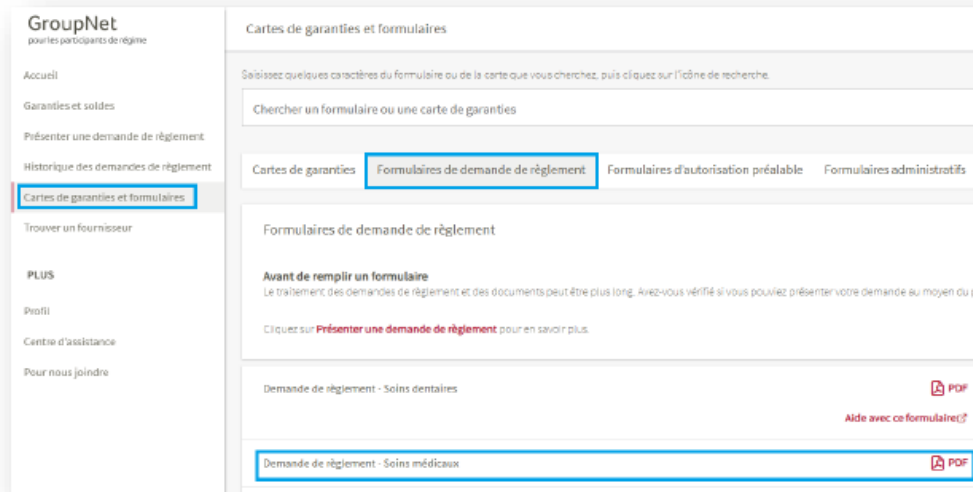 GroupNet
pour les participants de régime
Accueil
Garanties et soldes
Présenter une demande de règlement
Historique des demandes de règlement
Cartes de garanties et formulaires
Trouver un fournisseur
PLUS
Profil
Centre d'assistance
Pour nous joindre
Cartes de garanties et formulaires
Saisissez quelques caractères du formulaire ou de la carte que vous cherchez, puis cliquez sur l'icône de recherche.
Chercher un formulaire ou une carte de garanties
Cartes de garanties Formulaires de demande de règlement Formulaires d'autorisation préalable Formulaires administratifs
Formulaires de demande de règlement
Avant de remplir un formulaire
Le traitement des demandes de règlement et des documents peut être plus long. Avez-vous vérifié si vous pouviez présenter votre demande au moyen du
Cliquez sur Présenter une demande de règlement pour en savoir plus.
Demande de règlement - Soins dentaires PDF
Aide avec ce formulaire
Demande de règlement - Soins médicaux PDF